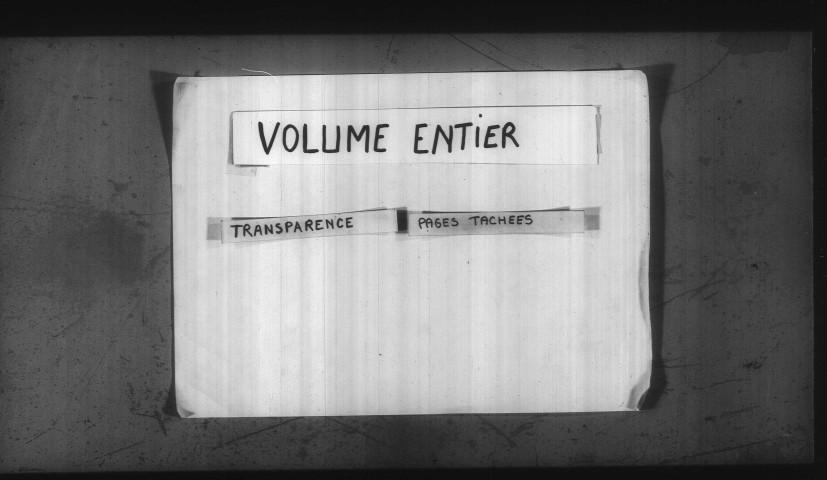 VOLUME ENTiER
TRANSPARENCE PAGES TACHEES